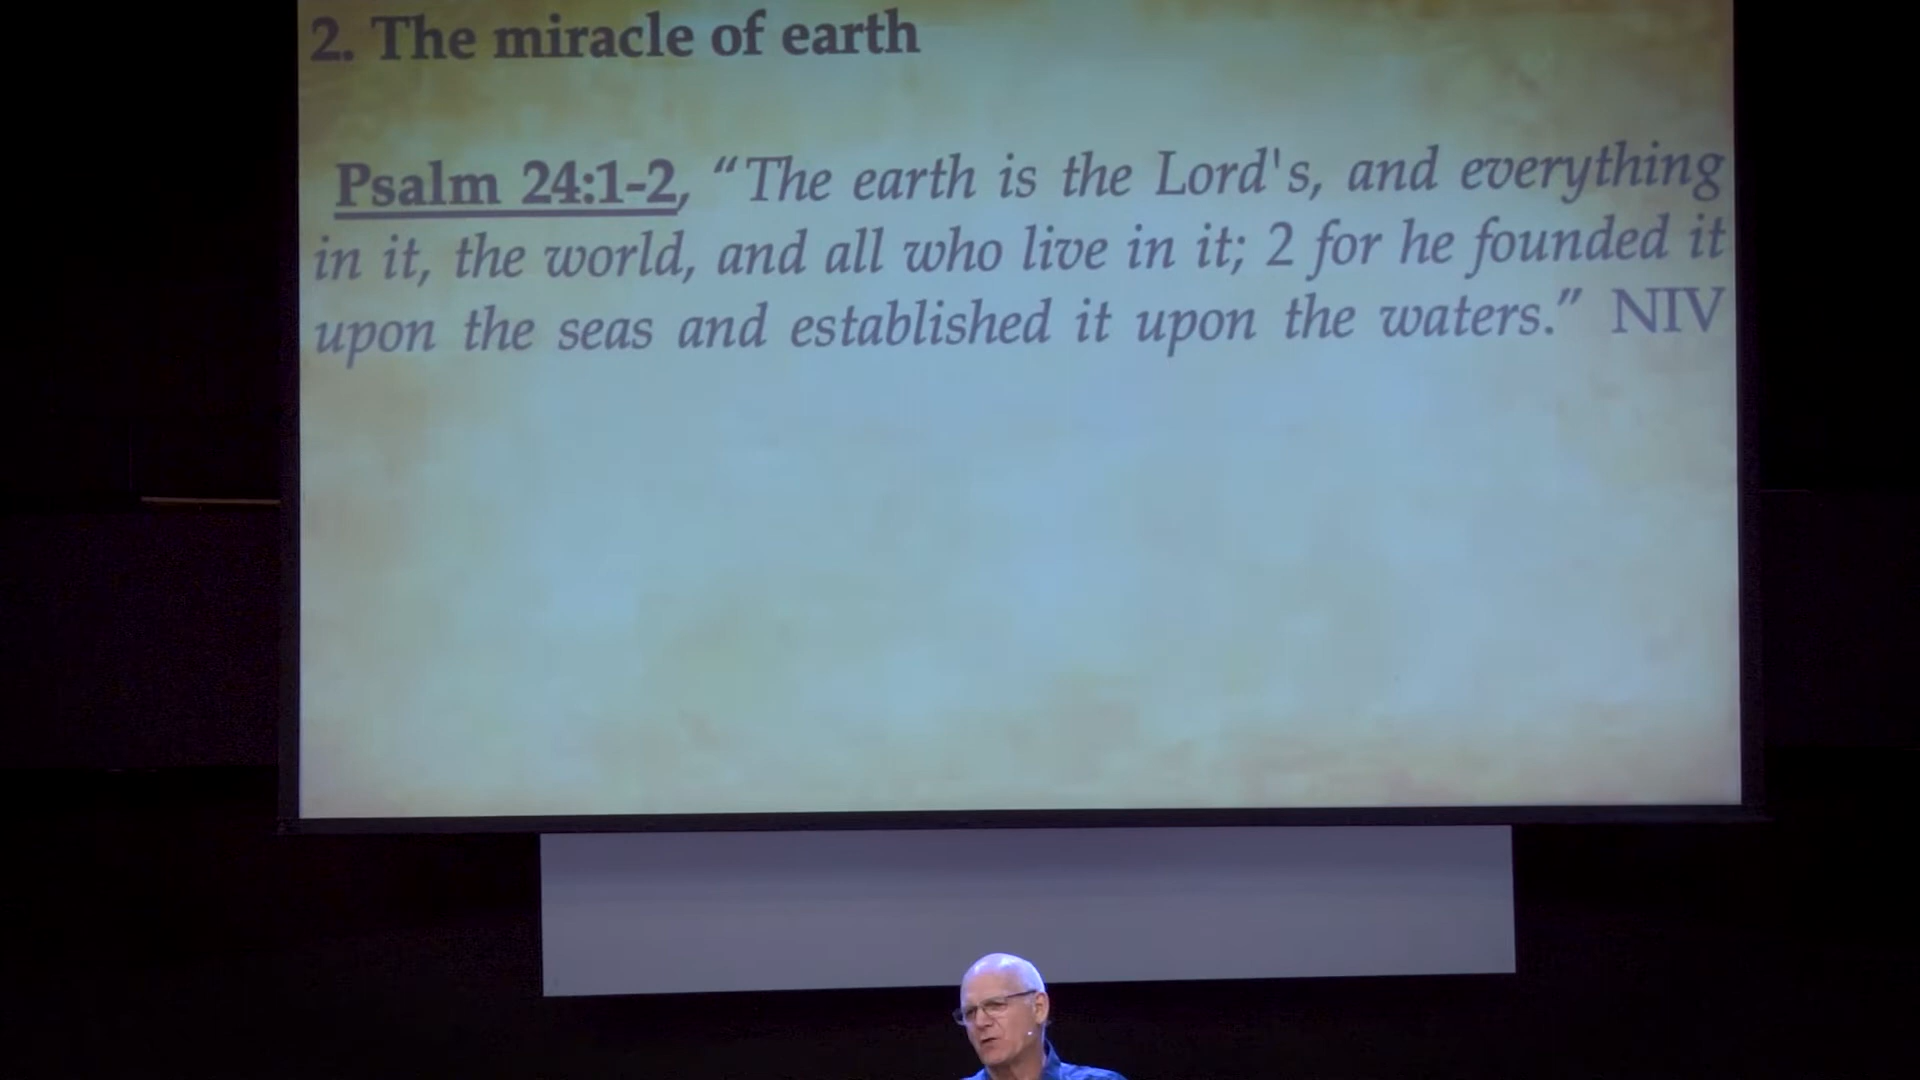 2. The miracle of earth
Psalm 24:1-2, “The earth is the Lord's, and everything
in it, the world, and all who live in it; 2 for he founded it
upon the seas and established it upon the waters.” NIV